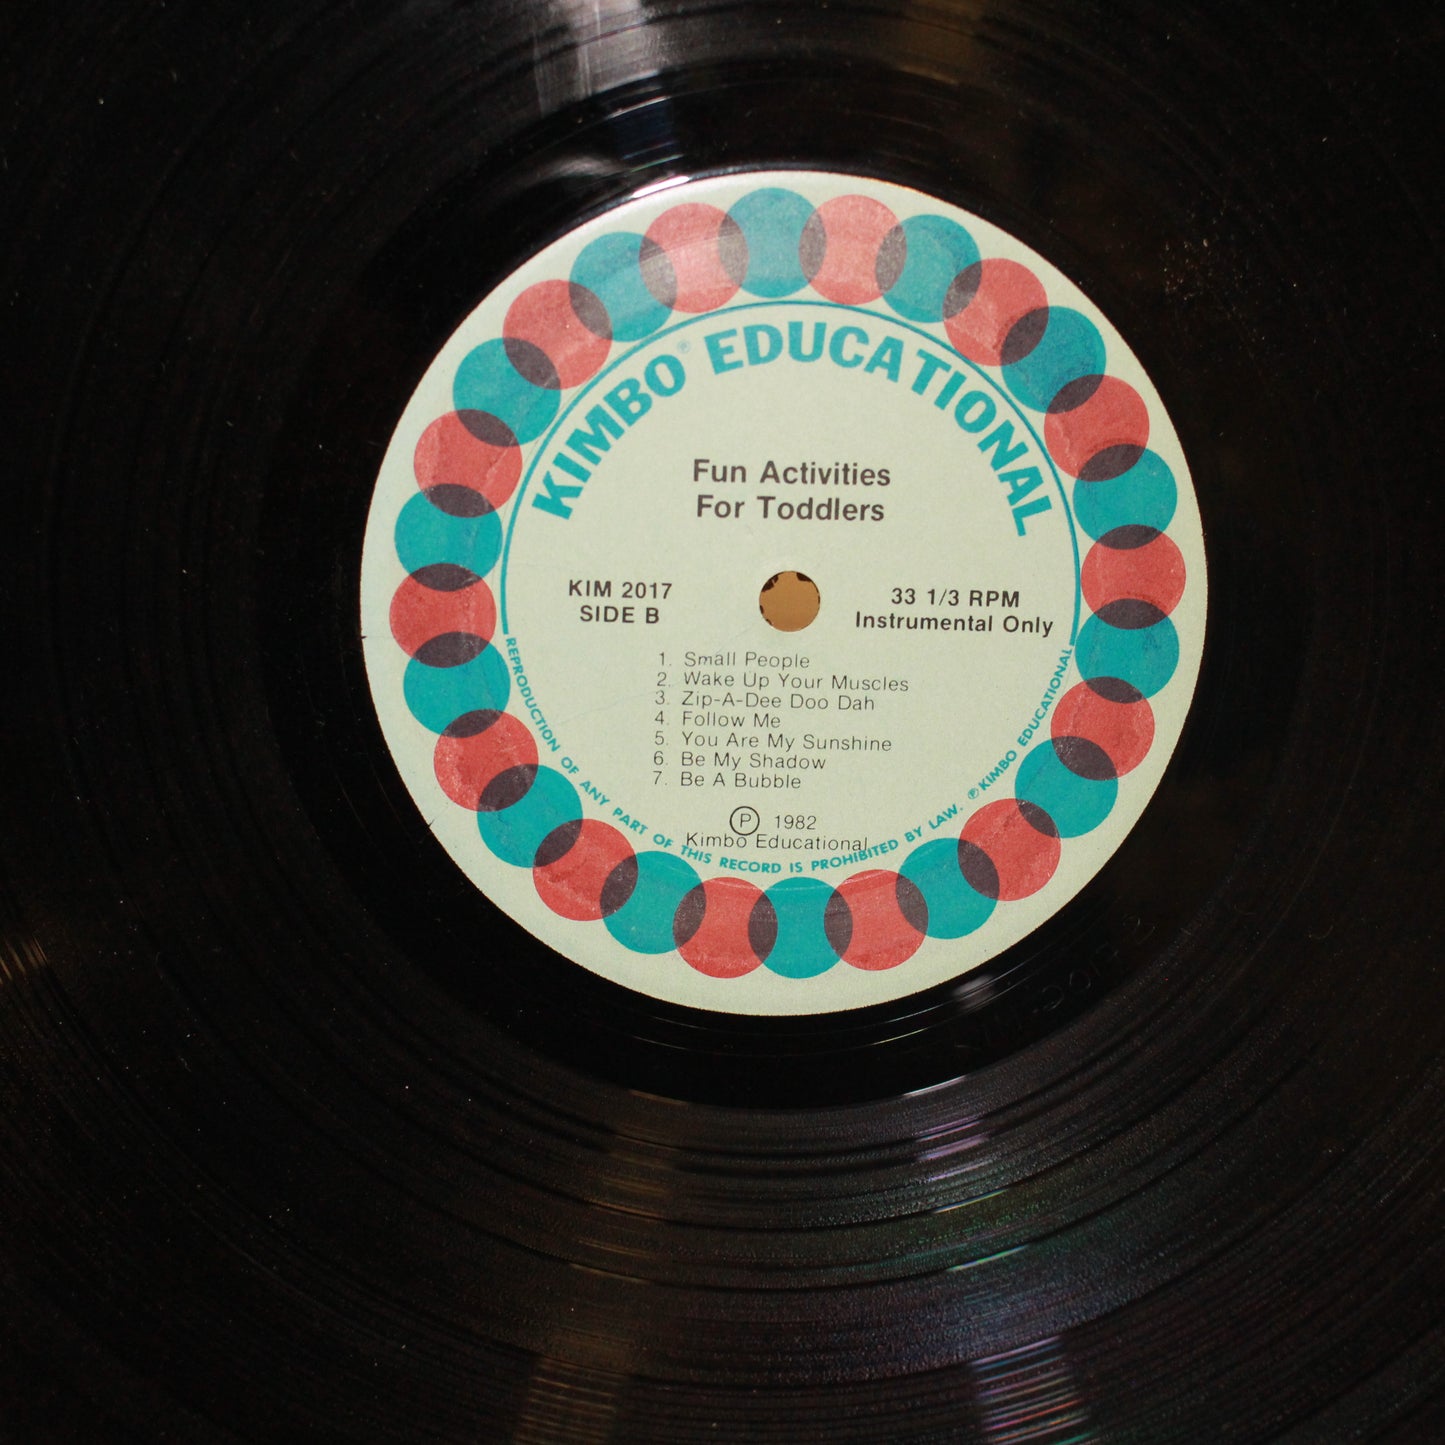 KIMBO® EDUCATIONAL
Fun Activities
For Toddlers
KIM 2017
SIDE B
33 1/3 RPM
Instrumental Only
1. Small People
2. Wake Up Your Muscles
3. Zip-A-Dee Doo Dah
4. Follow Me
5. You Are My Sunshine
6. Be My Shadow
7. Be A Bubble
Ⓟ 1982
Kimbo Educational
REPRODUCTION OF ANY PART OF THIS RECORD IS PROHIBITED BY LAW. ℗ KIMBO EDUCATIONAL